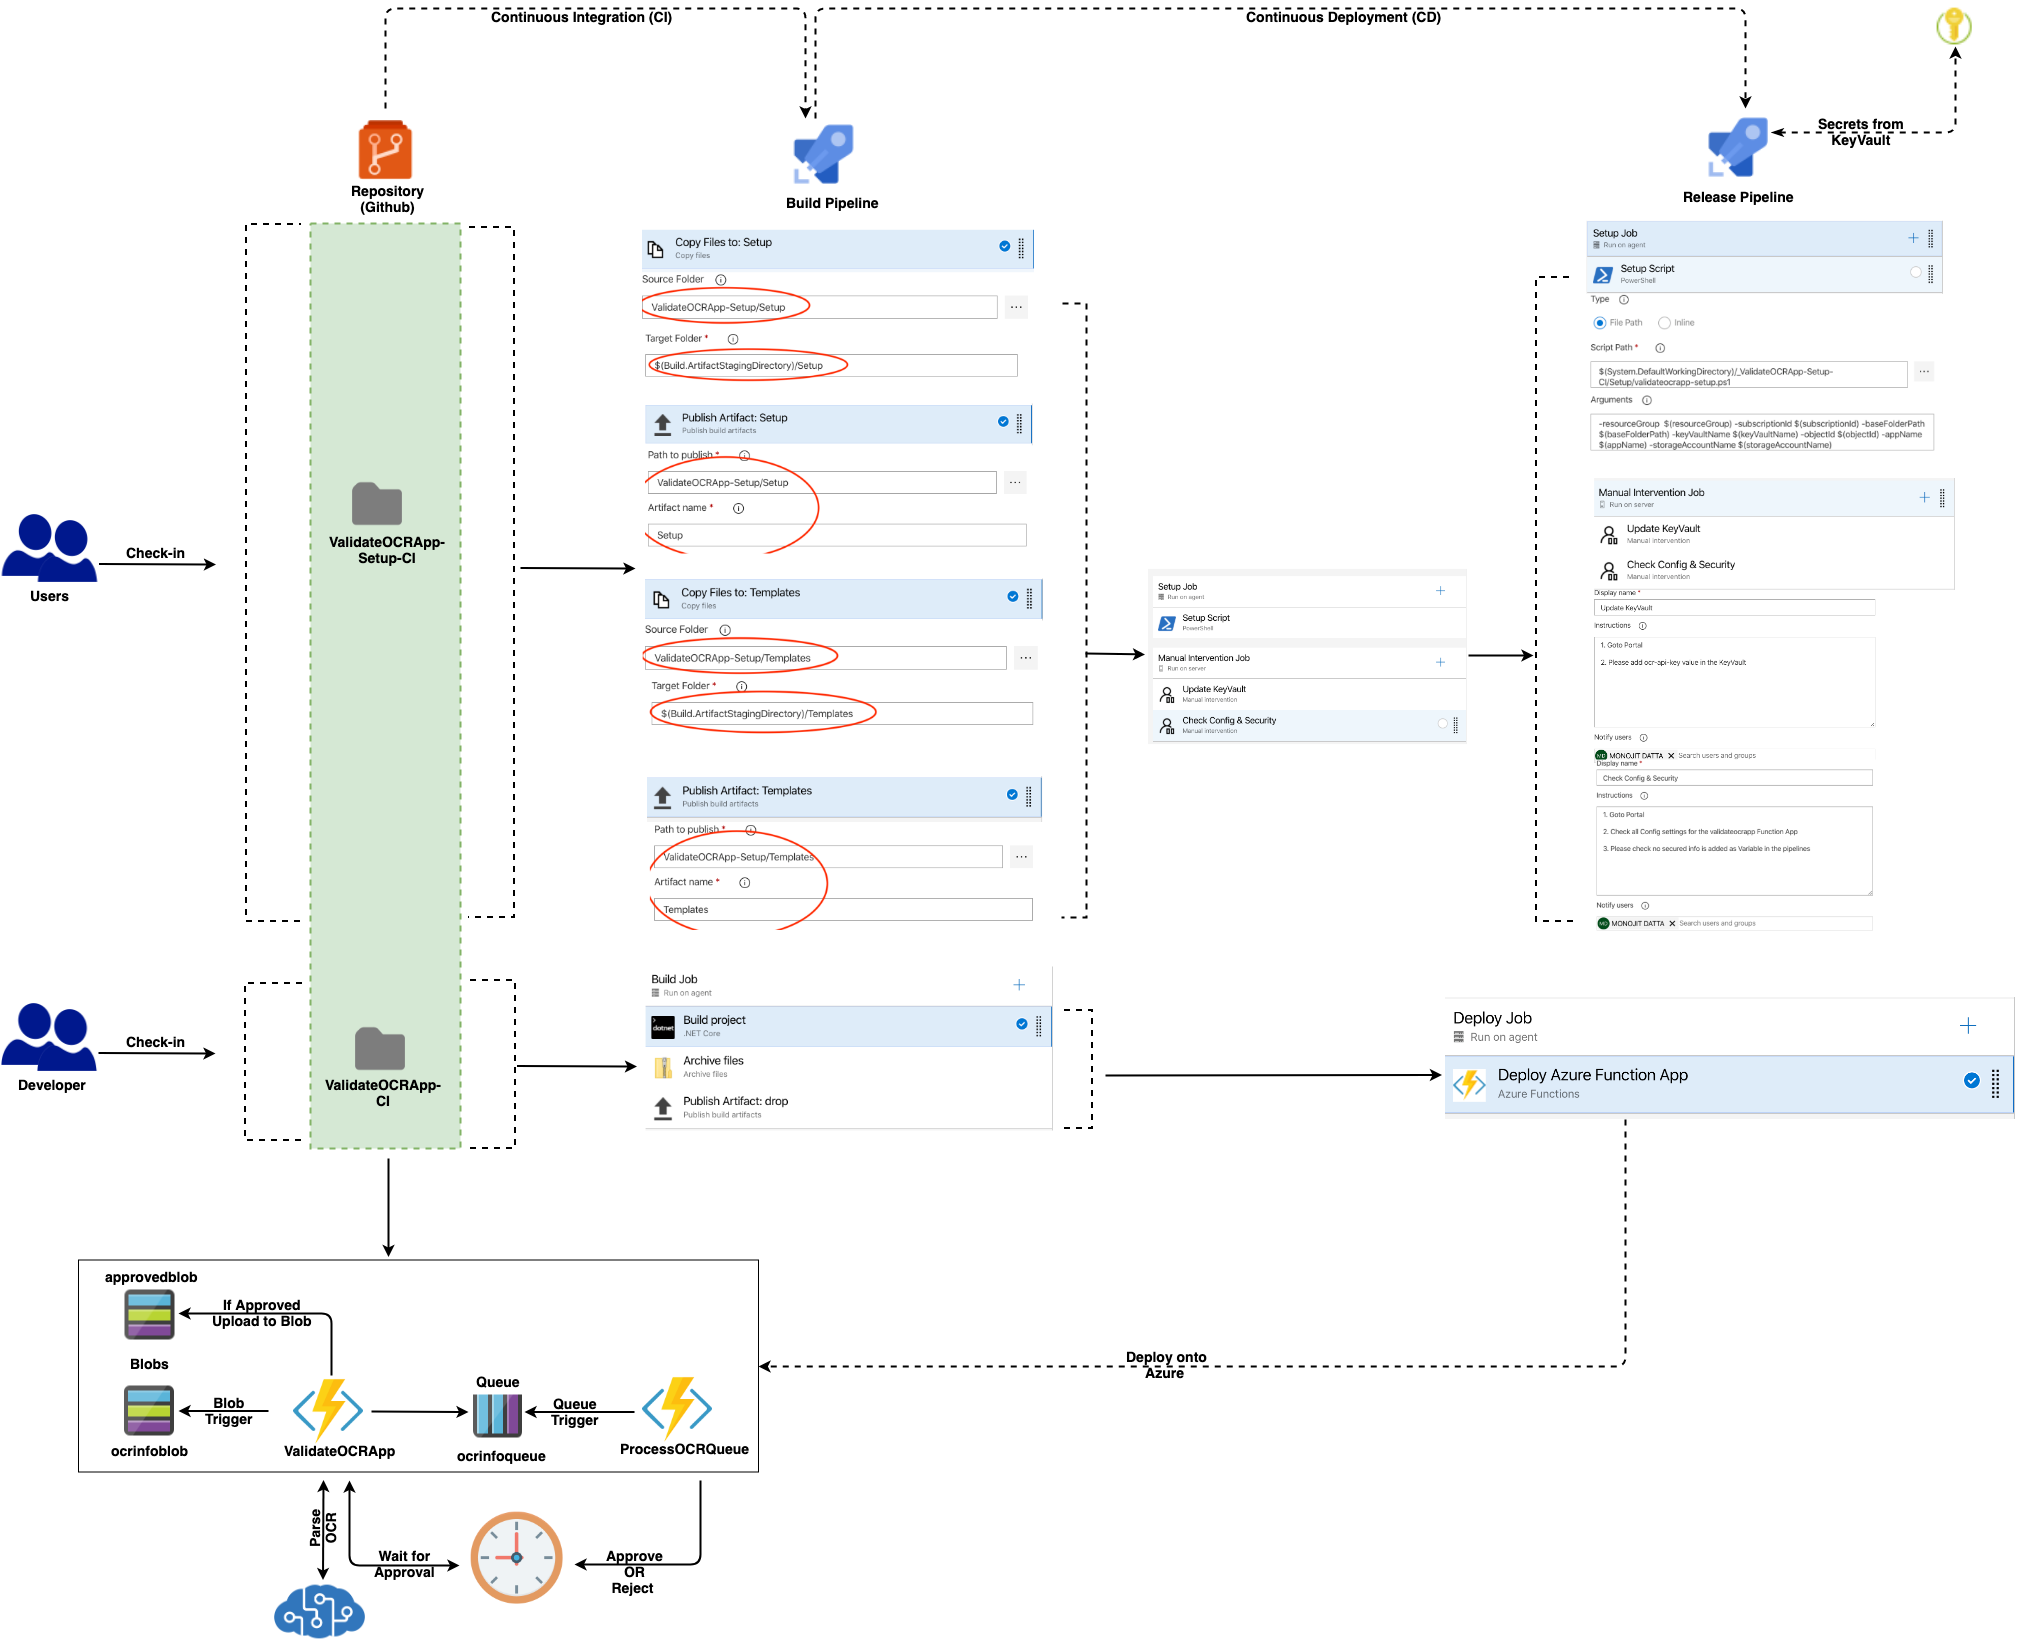 Continuous Integration (CI)
Continuous Deployment (CD)
Secrets from
KeyVault
Repository
(Github)
Build Pipeline
Release Pipeline
Users
Check-in
ValidateOCRApp-
Setup-CI
Copy Files to: Setup
Copy files
Source Folder
ValidateOCRApp-Setup/Setup
Target Folder *
$(Build.ArtifactStagingDirectory)/Setup
Publish Artifact: Setup
Publish build artifacts
Path to publish *
ValidateOCRApp-Setup/Setup
Artifact name *
Setup
Copy Files to: Templates
Copy files
Source Folder
ValidateOCRApp-Setup/Templates
Target Folder *
$(Build.ArtifactStagingDirectory)/Templates
Publish Artifact: Templates
Publish build artifacts
Path to publish *
ValidateOCRApp-Setup/Templates
Artifact name *
Templates
Setup Job
Run on agent
Setup Script
PowerShell
Manual Intervention Job
Run on server
Update KeyVault
Manual intervention
Check Config & Security
Manual intervention
Setup Job
Run on agent
Setup Script
PowerShell
Type
File Path
Inline
Script Path *
$(System.DefaultWorkingDirectory)/_ValidateOCRApp-Setup-
CI/Setup/validateocrapp-setup.ps1
Arguments
-resourceGroup $(resourceGroup) -subscriptionId $(subscriptionId) -baseFolderPath
$(baseFolderPath) -keyVaultName $(keyVaultName) -objectId $(objectId) -appName
$(appName) -storageAccountName $(storageAccountName)
Manual Intervention Job
Run on server
Update KeyVault
Manual intervention
Check Config & Security
Manual intervention
Display name *
Update KeyVault
Instructions
1. Goto Portal
2. Please add ocr-api-key value in the KeyVault
Notify users
MD MONOJIT DATTA X Search users and groups
Display name *
Check Config & Security
Instructions
1. Goto Portal
2. Check all Config settings for the validateocrapp Function App
3. Please check no secured info is added as Variable in the pipelines
Notify users
MD MONOJIT DATTA X Search users and groups
Developer
Check-in
ValidateOCRApp-
CI
Build Job
Run on agent
dotnet
Build project
.NET Core
Archive files
Archive files
Publish Artifact: drop
Publish build artifacts
Deploy Job
Run on agent
Deploy Azure Function App
Azure Functions
Deploy onto
Azure
approvedblob
If Approved
Upload to Blob
Blobs
Blob
Trigger
ocrinfoblob
ValidateOCRApp
Queue
ocrinfoqueue
Queue
Trigger
ProcessOCRQueue
Parse
OCR
Wait for
Approval
Approve
OR
Reject